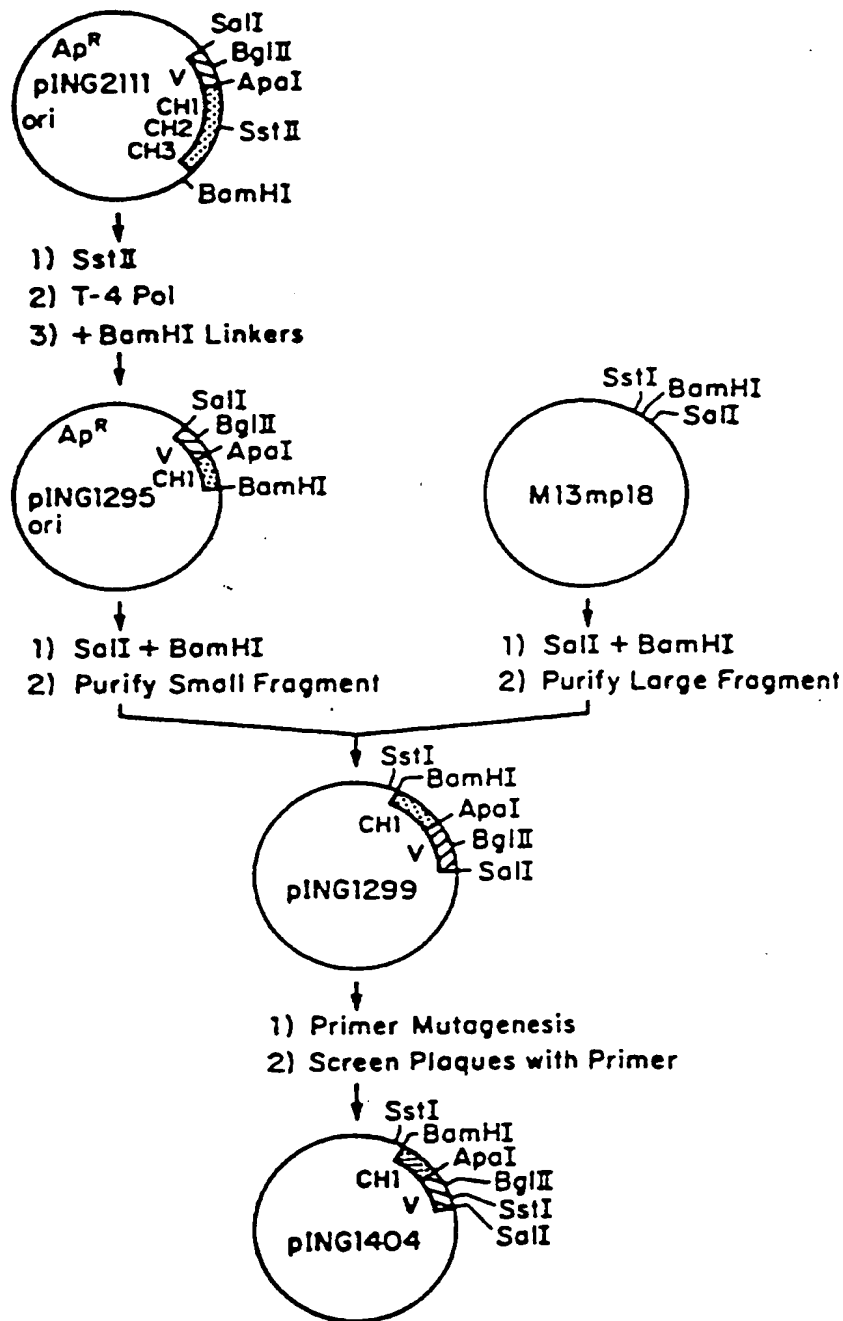 SalI
BglII
ApaI
SstII
BamHI
Ap^R
pING2111
ori
V
CH1
CH2
CH3
1) SstII
2) T-4 Pol
3) +BamHI Linkers
SalI
BglII
ApaI
BamHI
Ap^R
V
CH1
pING1295
ori
SstI
BamHI
SalI
M13mp18
1) SalI + BamHI
2) Purify Small Fragment
1) SalI + BamHI
2) Purify Large Fragment
SstI
BamHI
ApaI
BglII
SalI
CH1
V
pING1299
1) Primer Mutagenesis
2) Screen Plaques with Primer
SstI
BamHI
ApaI
BglII
SstI
SalI
CH1
V
pING1404